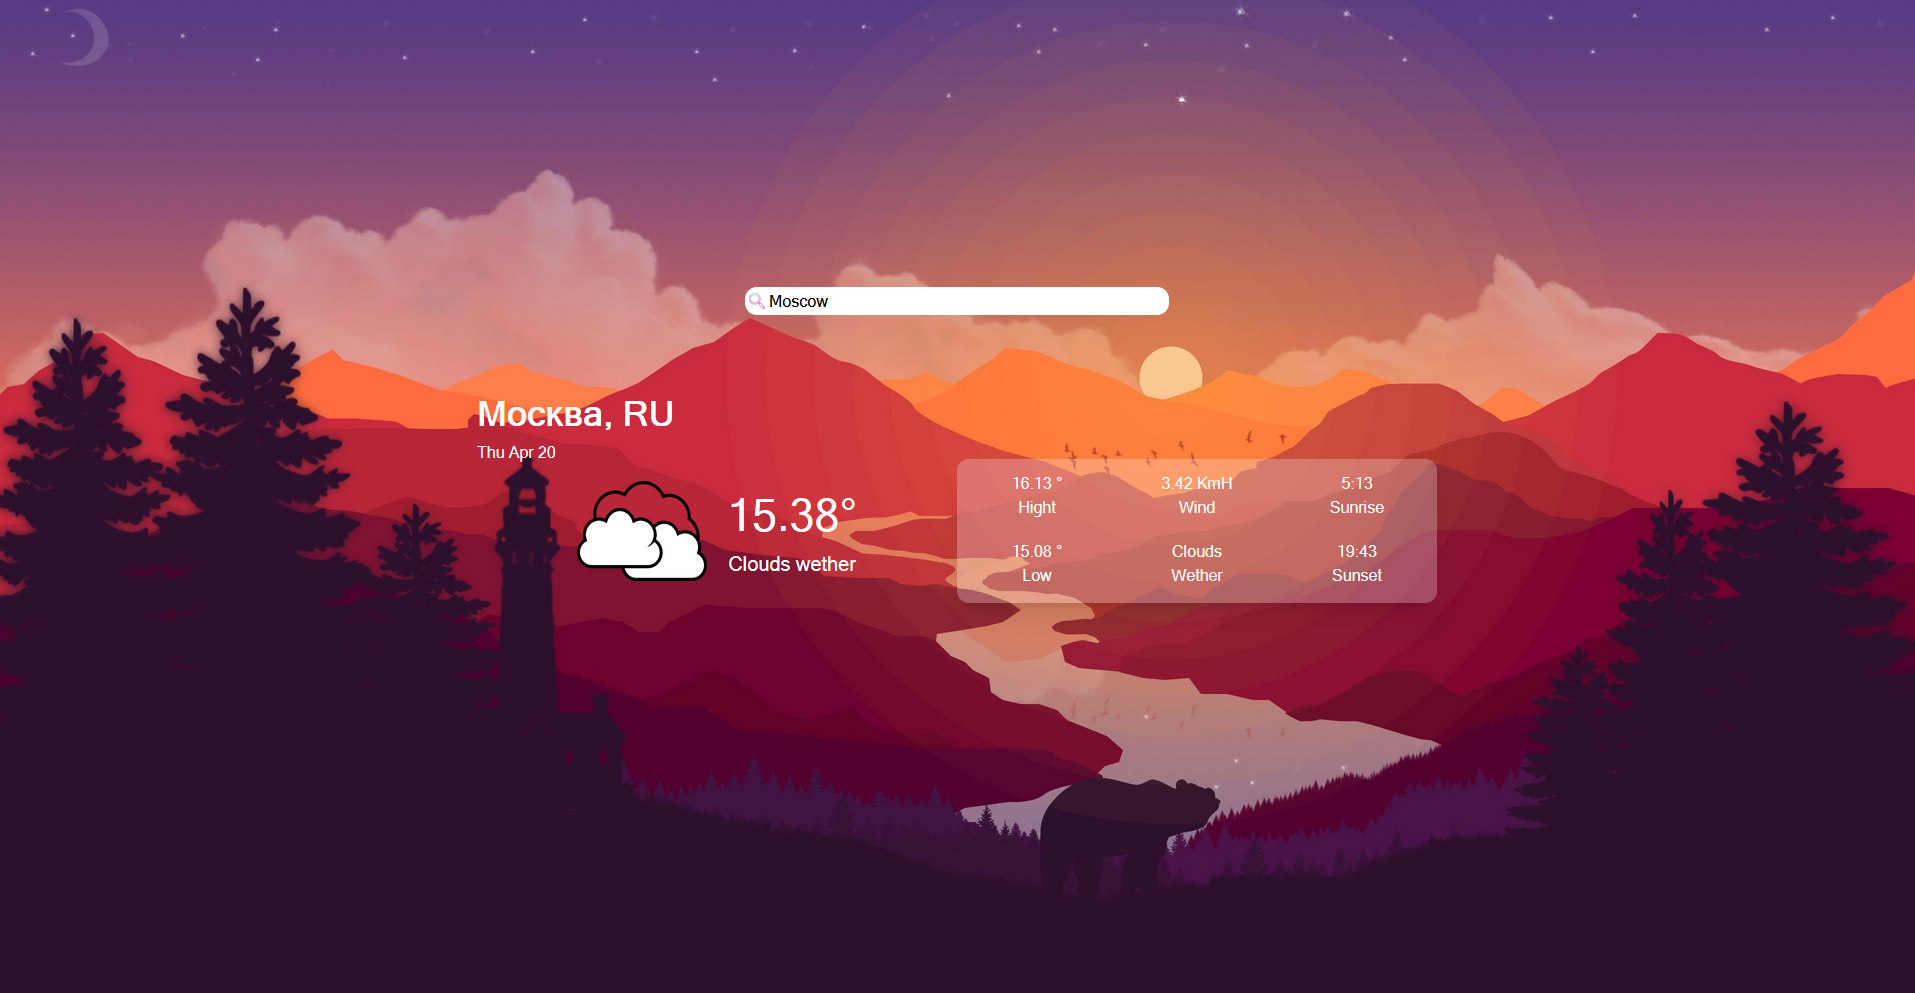 Moscow
Москва, RU
Thu Apr 20
15.38°
Clouds wether
16.13 °
Hight
3.42 KmH
Wind
5:13
Sunrise
15.08 °
Low
Clouds
Wether
19:43
Sunset